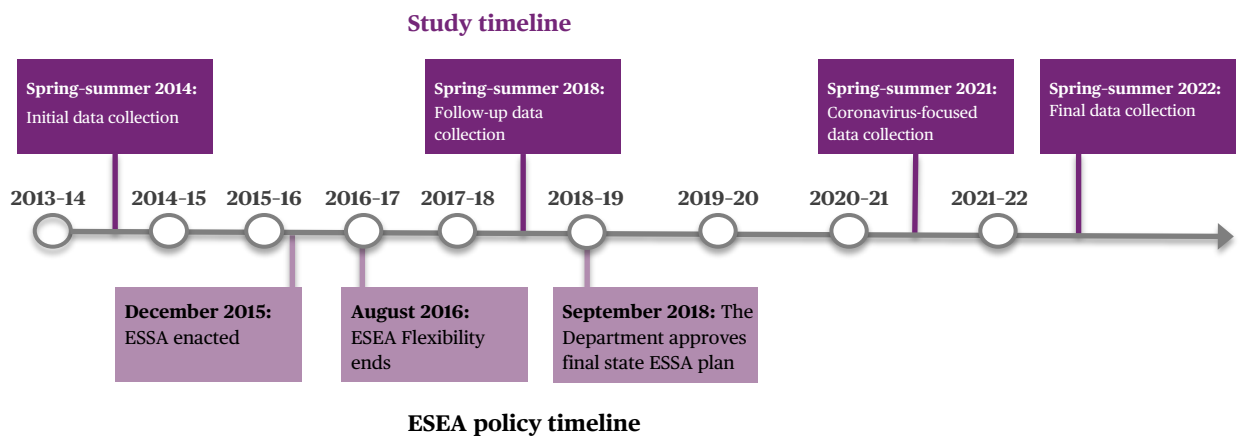 Study timeline
Spring–summer 2014:
Initial data collection
Spring–summer 2018:
Follow-up data
collection
Spring–summer 2021:
Coronavirus-focused
data collection
Spring–summer 2022:
Final data collection
2013–14
2014–15
2015–16
2016–17
2017–18
2018–19
2019–20
2020–21
2021–22
December 2015:
ESSA enacted
August 2016:
ESEA Flexibility
ends
September 2018: The
Department approves
final state ESSA plan
ESEA policy timeline